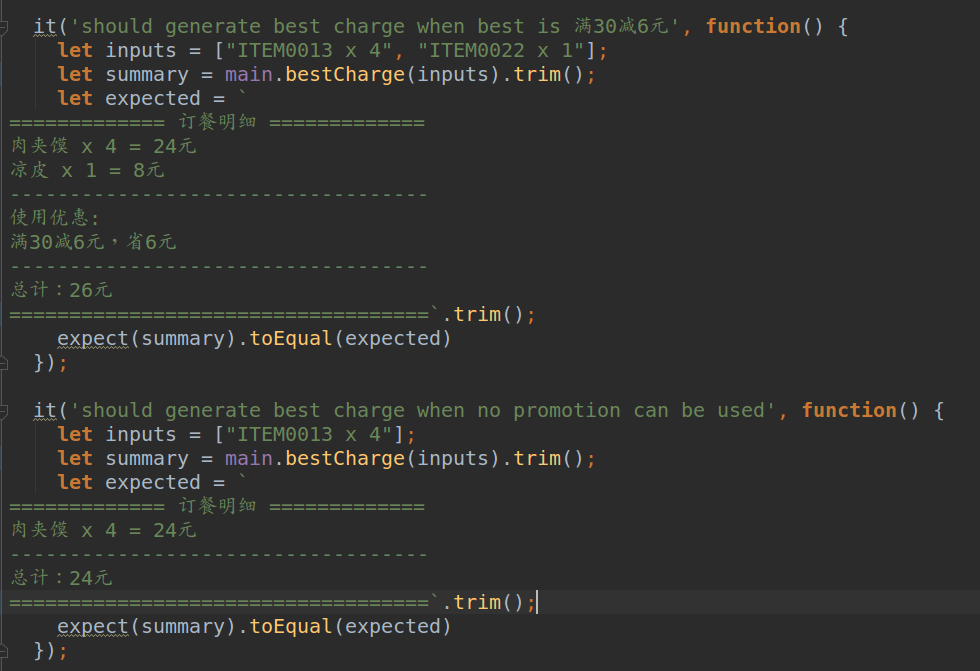 it('should generate best charge when best is 满30减6元', function() {
let inputs = ["ITEM0013 x 4", "ITEM0022 x 1"];
let summary = main.bestCharge(inputs).trim();
let expected = `
============= 订餐明细 =============
肉夹馍 x 4 = 24元
凉皮 x 1 = 8元
-----------------------------------
使用优惠:
满30减6元，省6元
-----------------------------------
总计：26元
===================================`.trim();
expect(summary).toEqual(expected)
});
it('should generate best charge when no promotion can be used', function() {
let inputs = ["ITEM0013 x 4"];
let summary = main.bestCharge(inputs).trim();
let expected = `
============= 订餐明细 =============
肉夹馍 x 4 = 24元
-----------------------------------
总计：24元
===================================`.trim();
expect(summary).toEqual(expected)
});